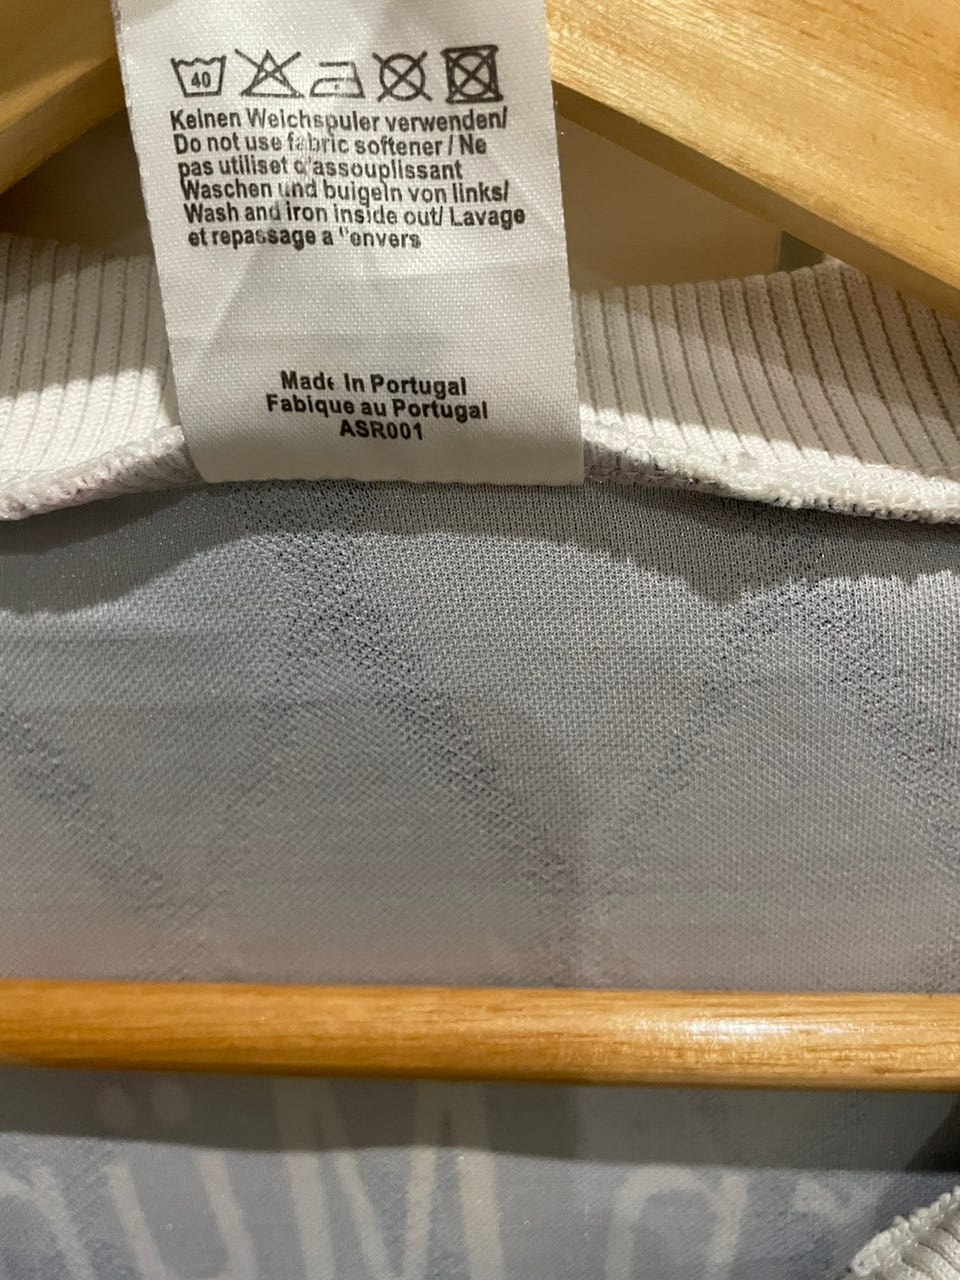 40
Keinen Weichspuler verwenden/
Do not use fabric softener / Ne
pas utiliset d'assouplissant
Waschen und buigeln von links/
Wash and iron inside out/ Lavage
et repassage a l'envers
Made In Portugal
Fabique au Portugal
ASR001